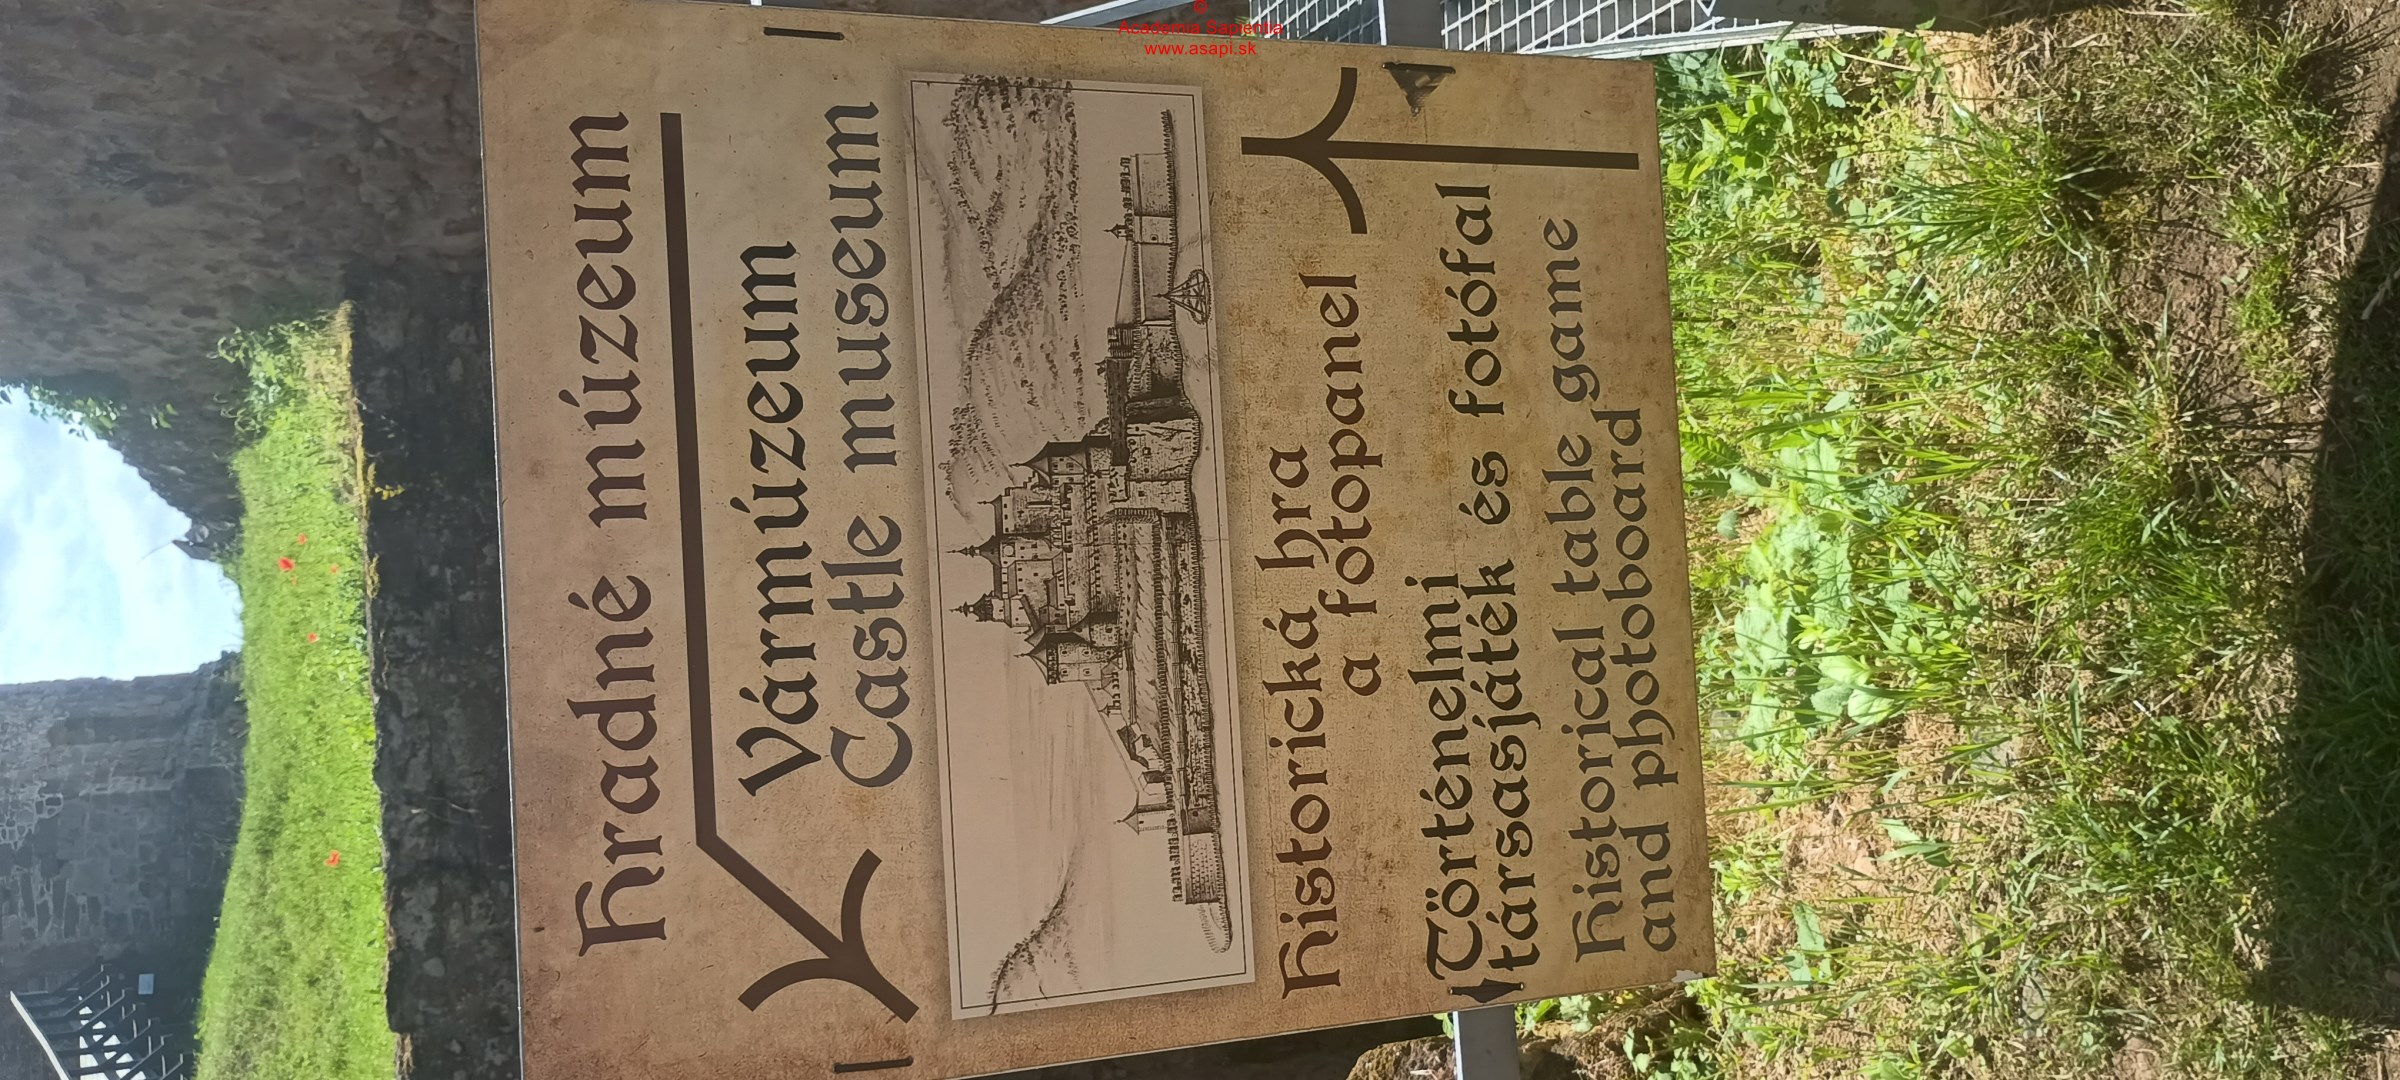 © Academia Sapientia
www.asapi.sk
Hradné múzeum
Vármúzeum
Castle museum
Historická hra
a fotopanel
Történelmi
társasjáték és fotófal
Historical table game
and photoboard